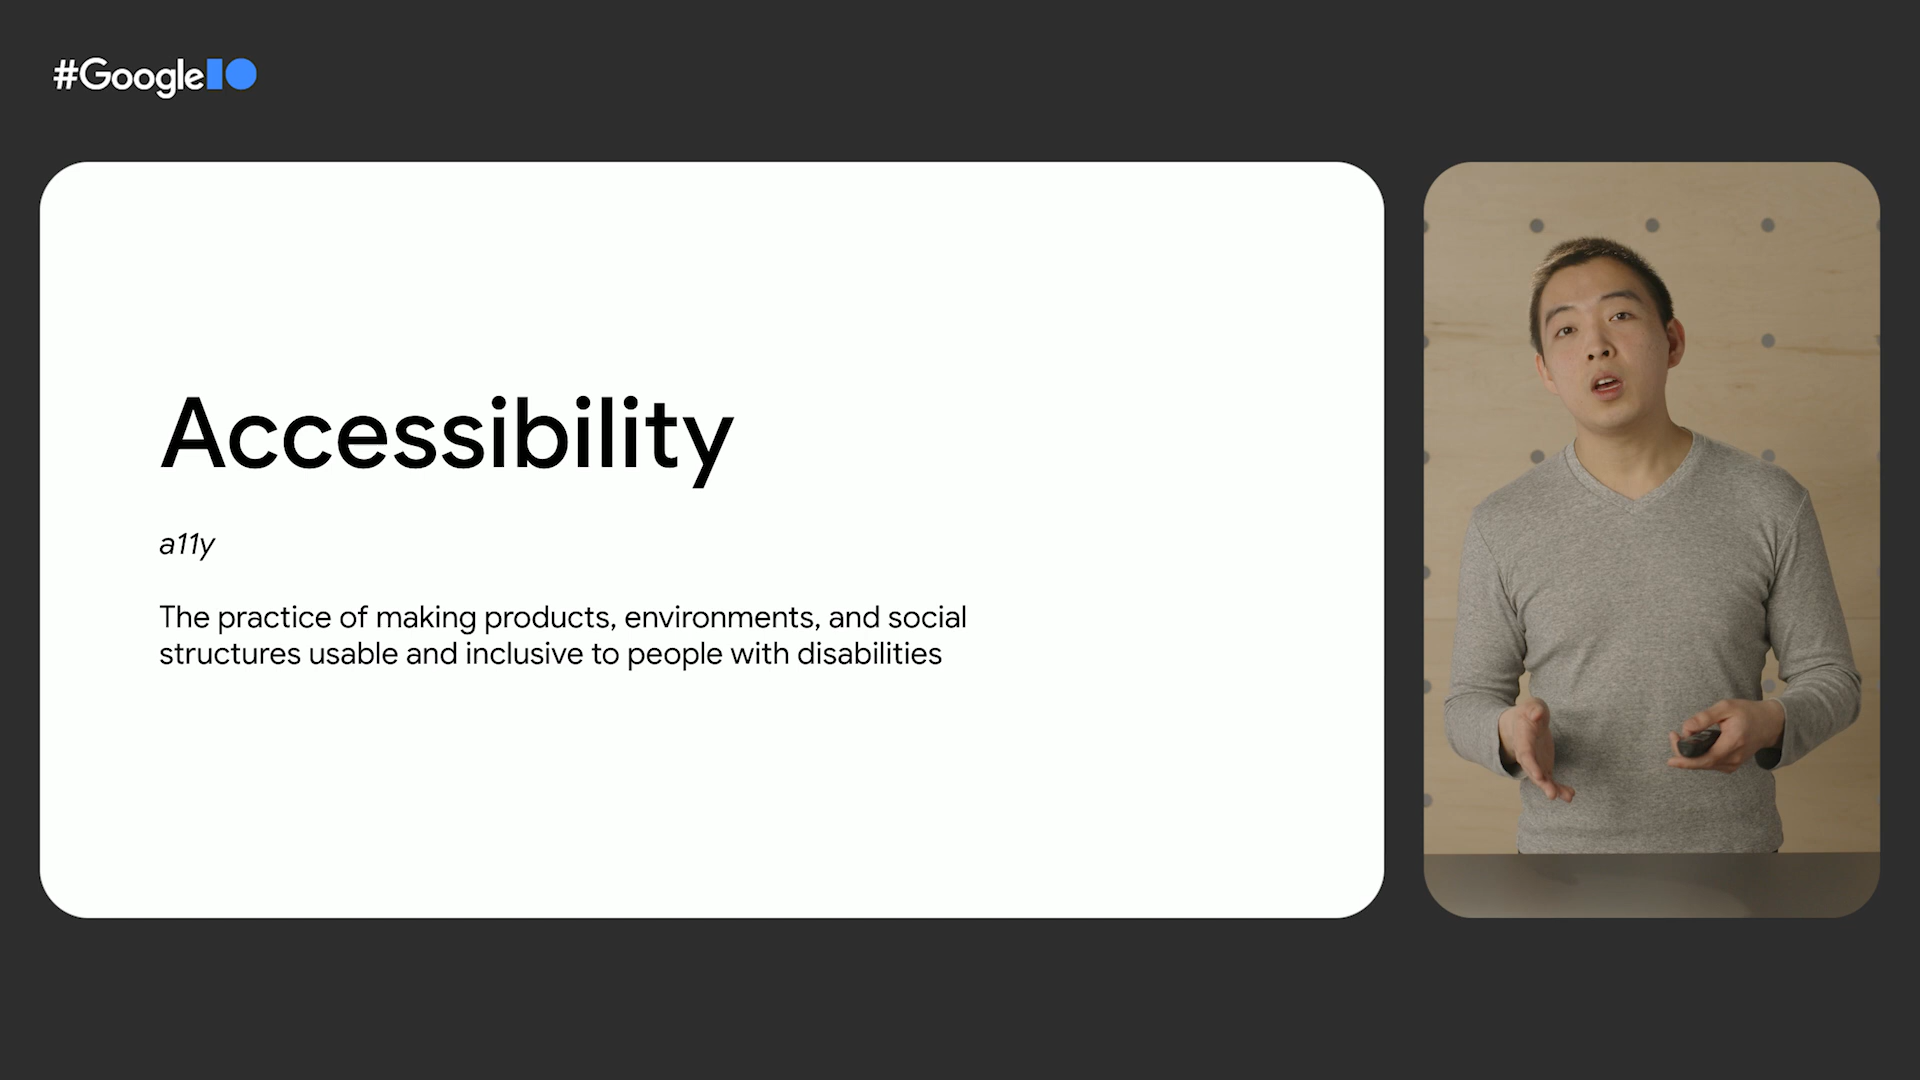 #GoogleIO
Accessibility
a11y
The practice of making products, environments, and social
structures usable and inclusive to people with disabilities